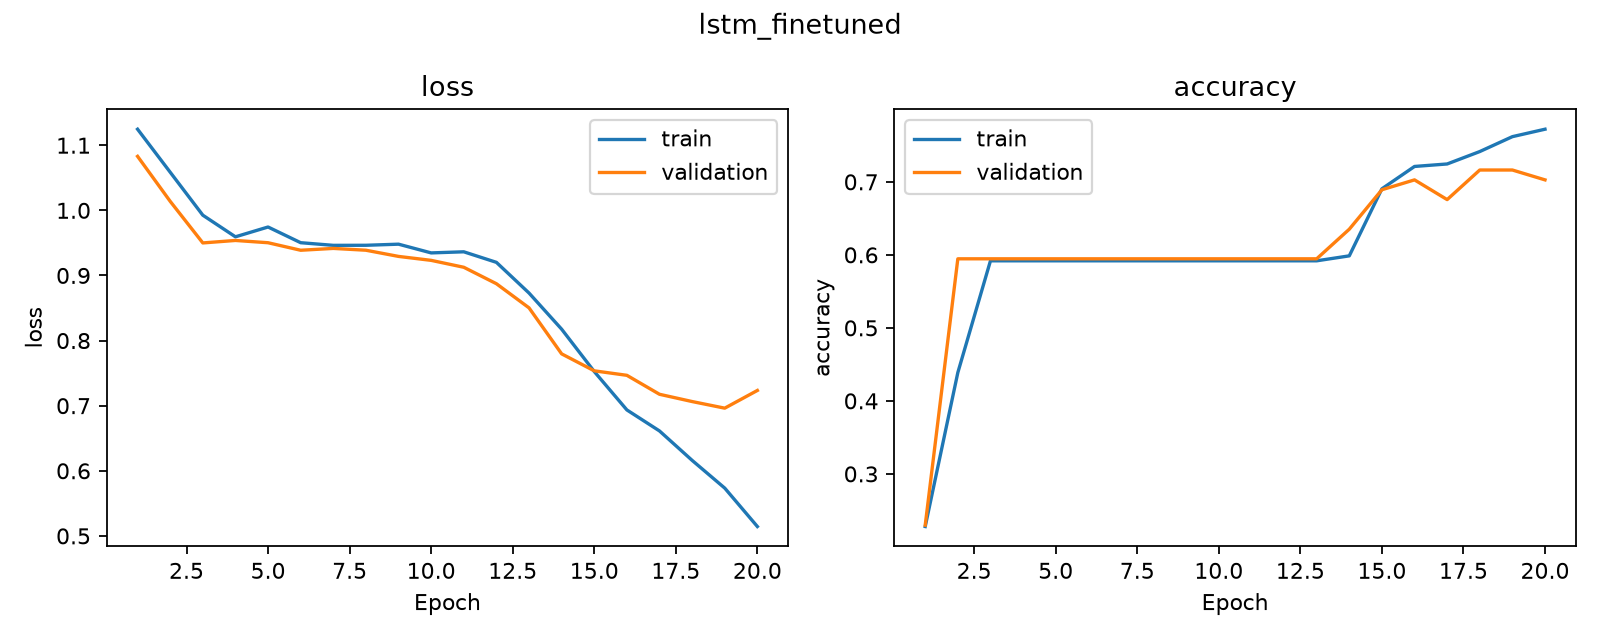 lstm_finetuned
loss
train
validation
1.1
1.0
0.9
0.8
0.7
0.6
0.5
loss
2.5 5.0 7.5 10.0 12.5 15.0 17.5 20.0
Epoch
accuracy
train
validation
0.7
0.6
0.5
0.4
0.3
accuracy
2.5 5.0 7.5 10.0 12.5 15.0 17.5 20.0
Epoch